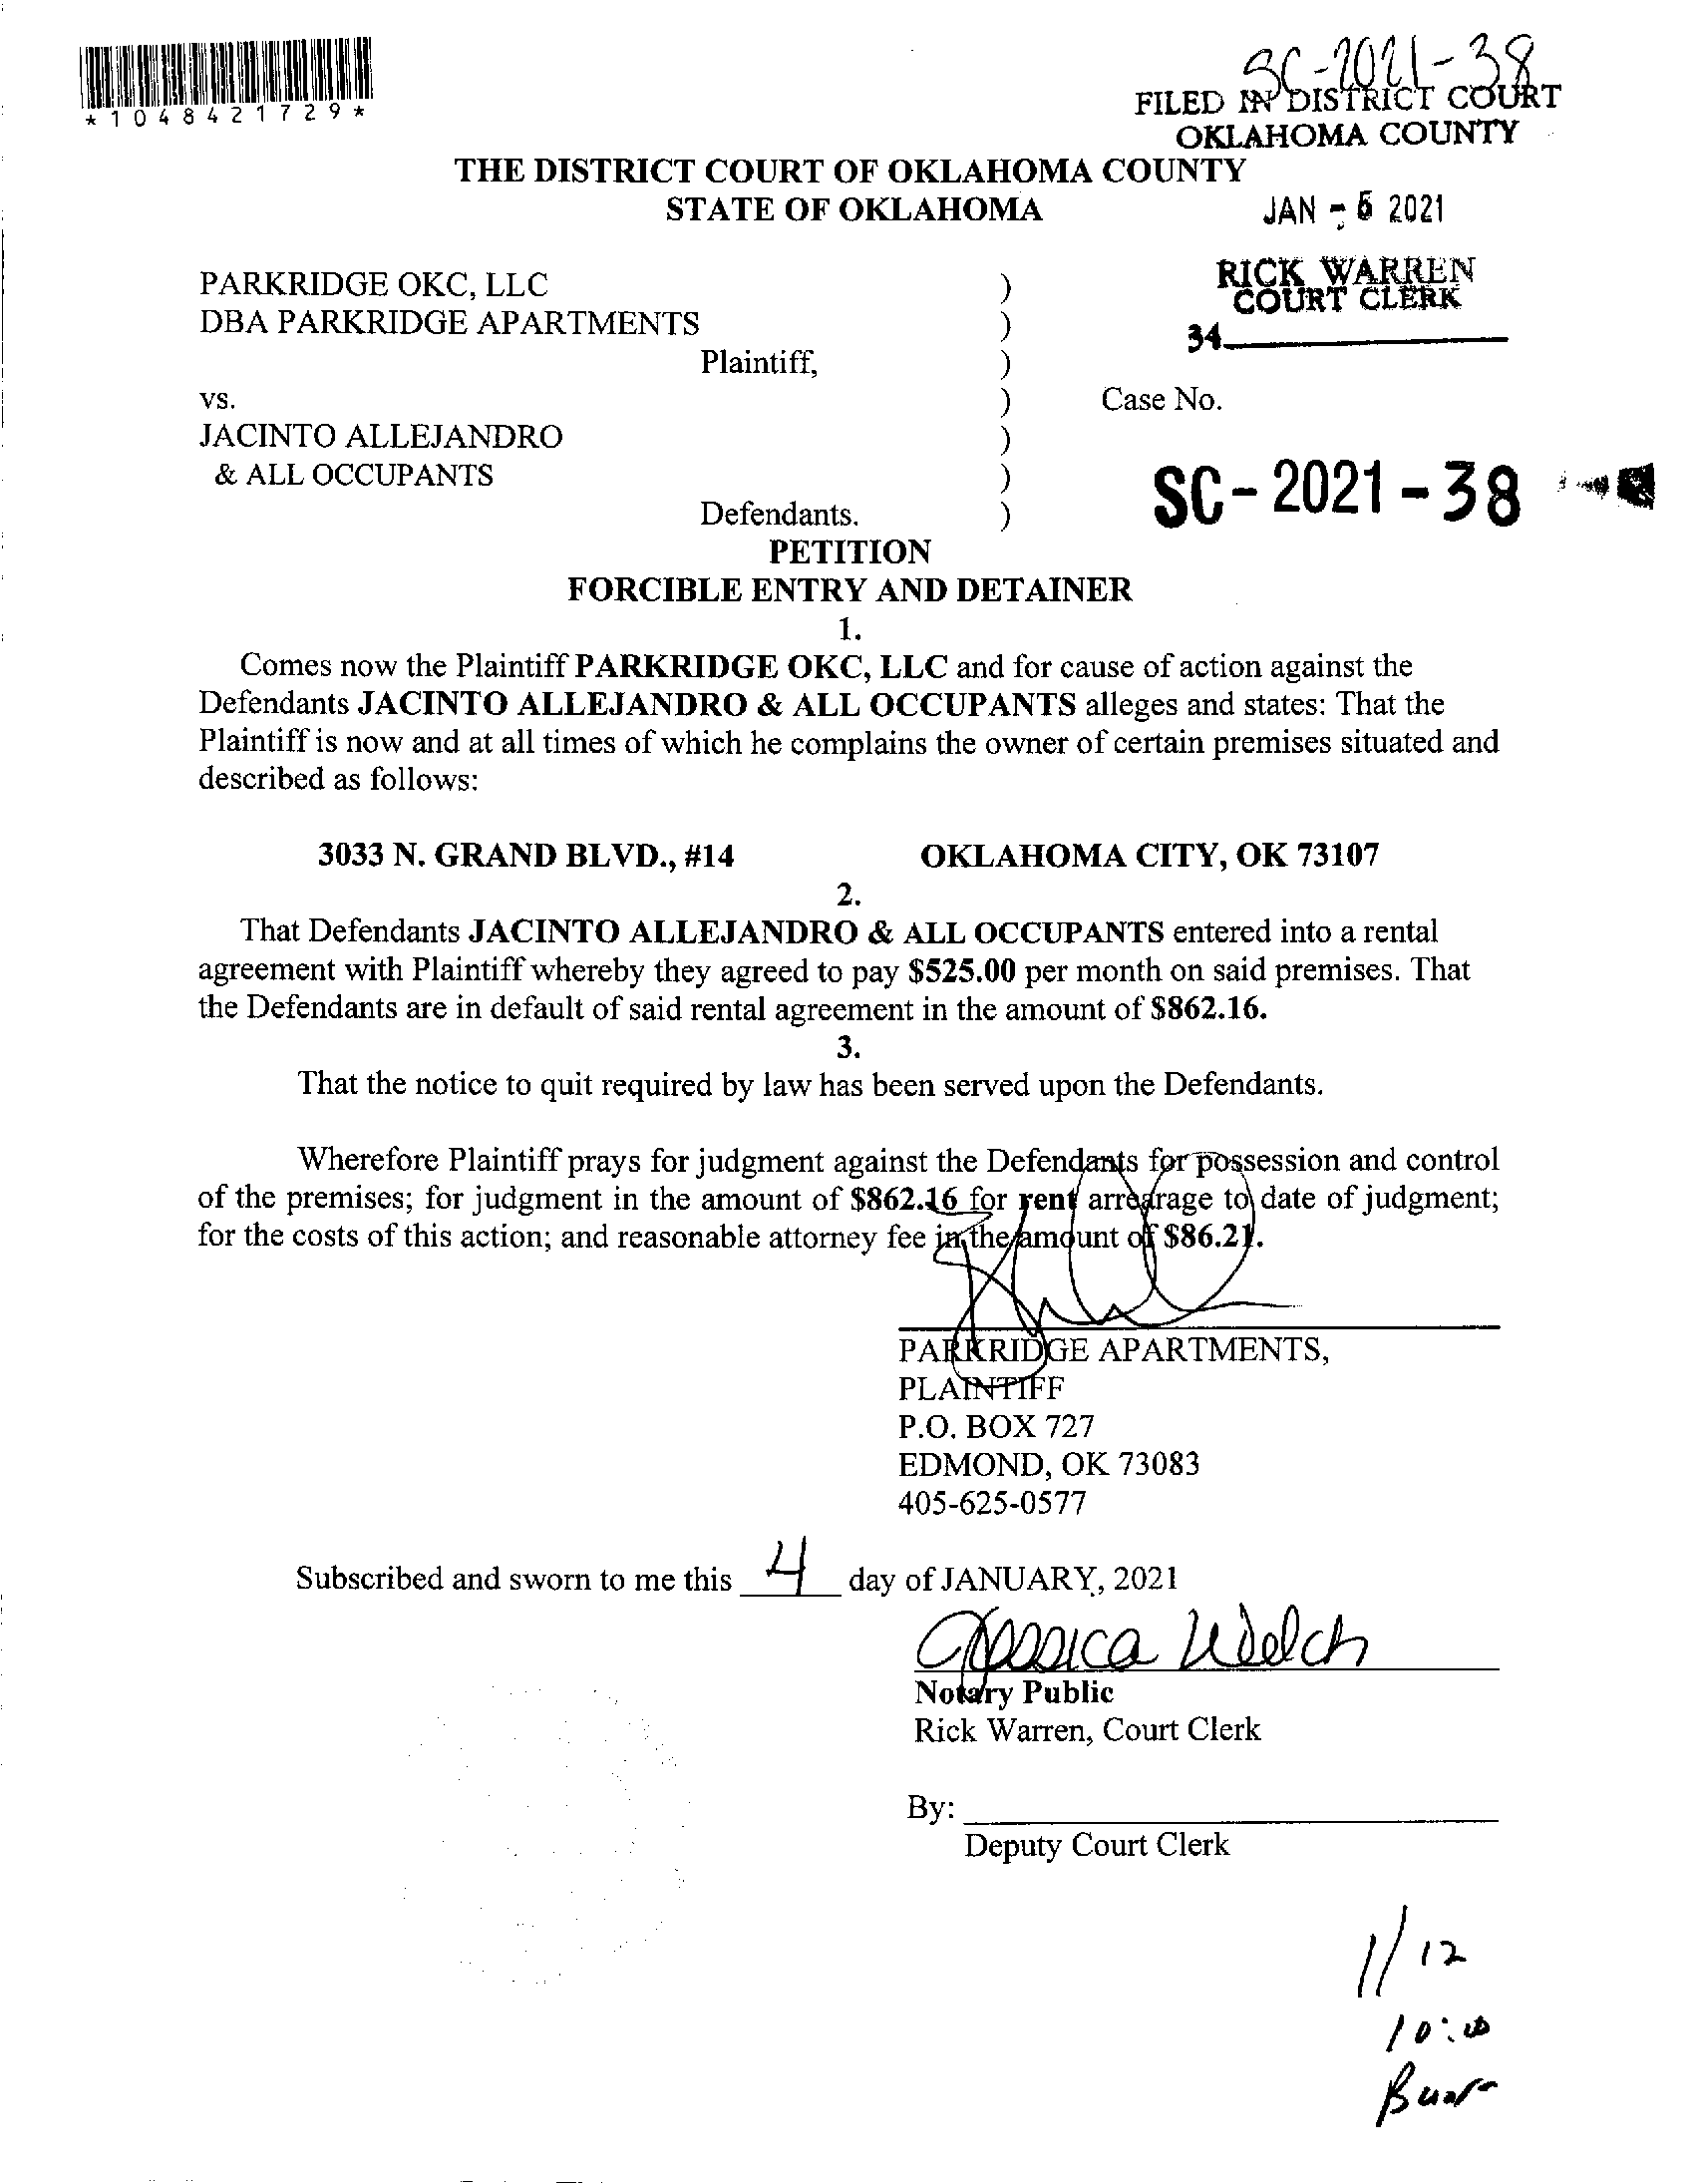 SC-2021-38
*1048421729*
FILED IN DISTRICT COURT
OKLAHOMA COUNTY
THE DISTRICT COURT OF OKLAHOMA COUNTY
STATE OF OKLAHOMA
JAN - 2021
PARKRIDGE OKC, LLC )
DBA PARKRIDGE APARTMENTS )
Plaintiff, )
RICK WARREN
COURT CLERK
34
vs. ) Case No.
JACINTO ALLEJANDRO )
& ALL OCCUPANTS )
SC-2021-38
Defendants. )
PETITION
FORCIBLE ENTRY AND DETAINER
1.
Comes now the Plaintiff PARKRIDGE OKC, LLC and for cause of action against the
Defendants JACINTO ALLEJANDRO & ALL OCCUPANTS alleges and states: That the
Plaintiff is now and at all times of which he complains the owner of certain premises situated and
described as follows:
3033 N. GRAND BLVD., #14 OKLAHOMA CITY, OK 73107
2.
That Defendants JACINTO ALLEJANDRO & ALL OCCUPANTS entered into a rental
agreement with Plaintiff whereby they agreed to pay $525.00 per month on said premises. That
the Defendants are in default of said rental agreement in the amount of $862.16.
3.
That the notice to quit required by law has been served upon the Defendants.
Wherefore Plaintiff prays for judgment against the Defendants for possession and control
of the premises; for judgment in the amount of $862.16 for rent arrearage to date of judgment;
for the costs of this action; and reasonable attorney fee in the amount of $86.21.
PARKRIDGE APARTMENTS,
PLAINTIFF
P.O. BOX 727
EDMOND, OK 73083
405-625-0577
Subscribed and sworn to me this 4 day of JANUARY, 2021
Jessica Welch
Notary Public
Rick Warren, Court Clerk
By:
Deputy Court Clerk
1/12
10:00